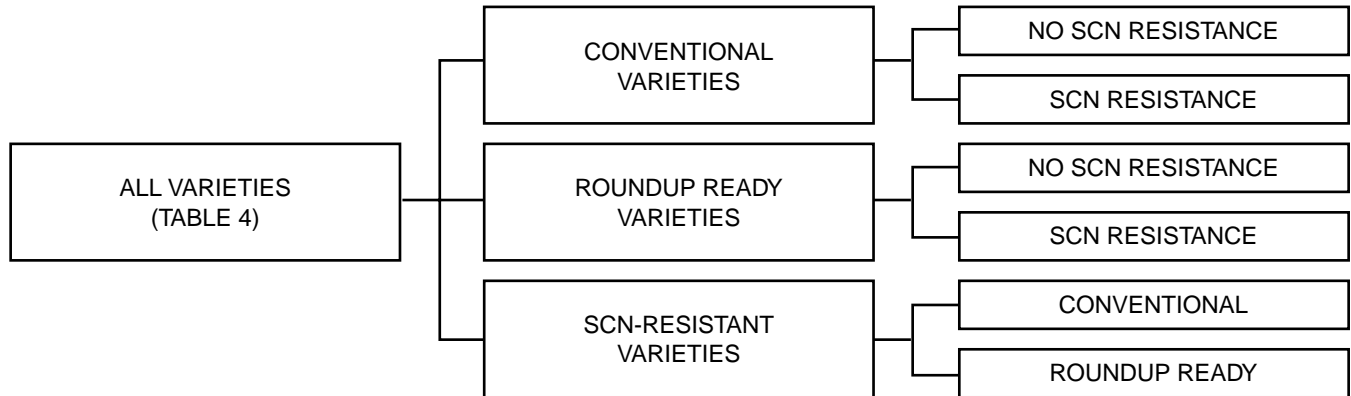 ALL VARIETIES
(TABLE 4)
CONVENTIONAL
VARIETIES
NO SCN RESISTANCE
SCN RESISTANCE
ROUNDUP READY
VARIETIES
NO SCN RESISTANCE
SCN RESISTANCE
SCN-RESISTANT
VARIETIES
CONVENTIONAL
ROUNDUP READY